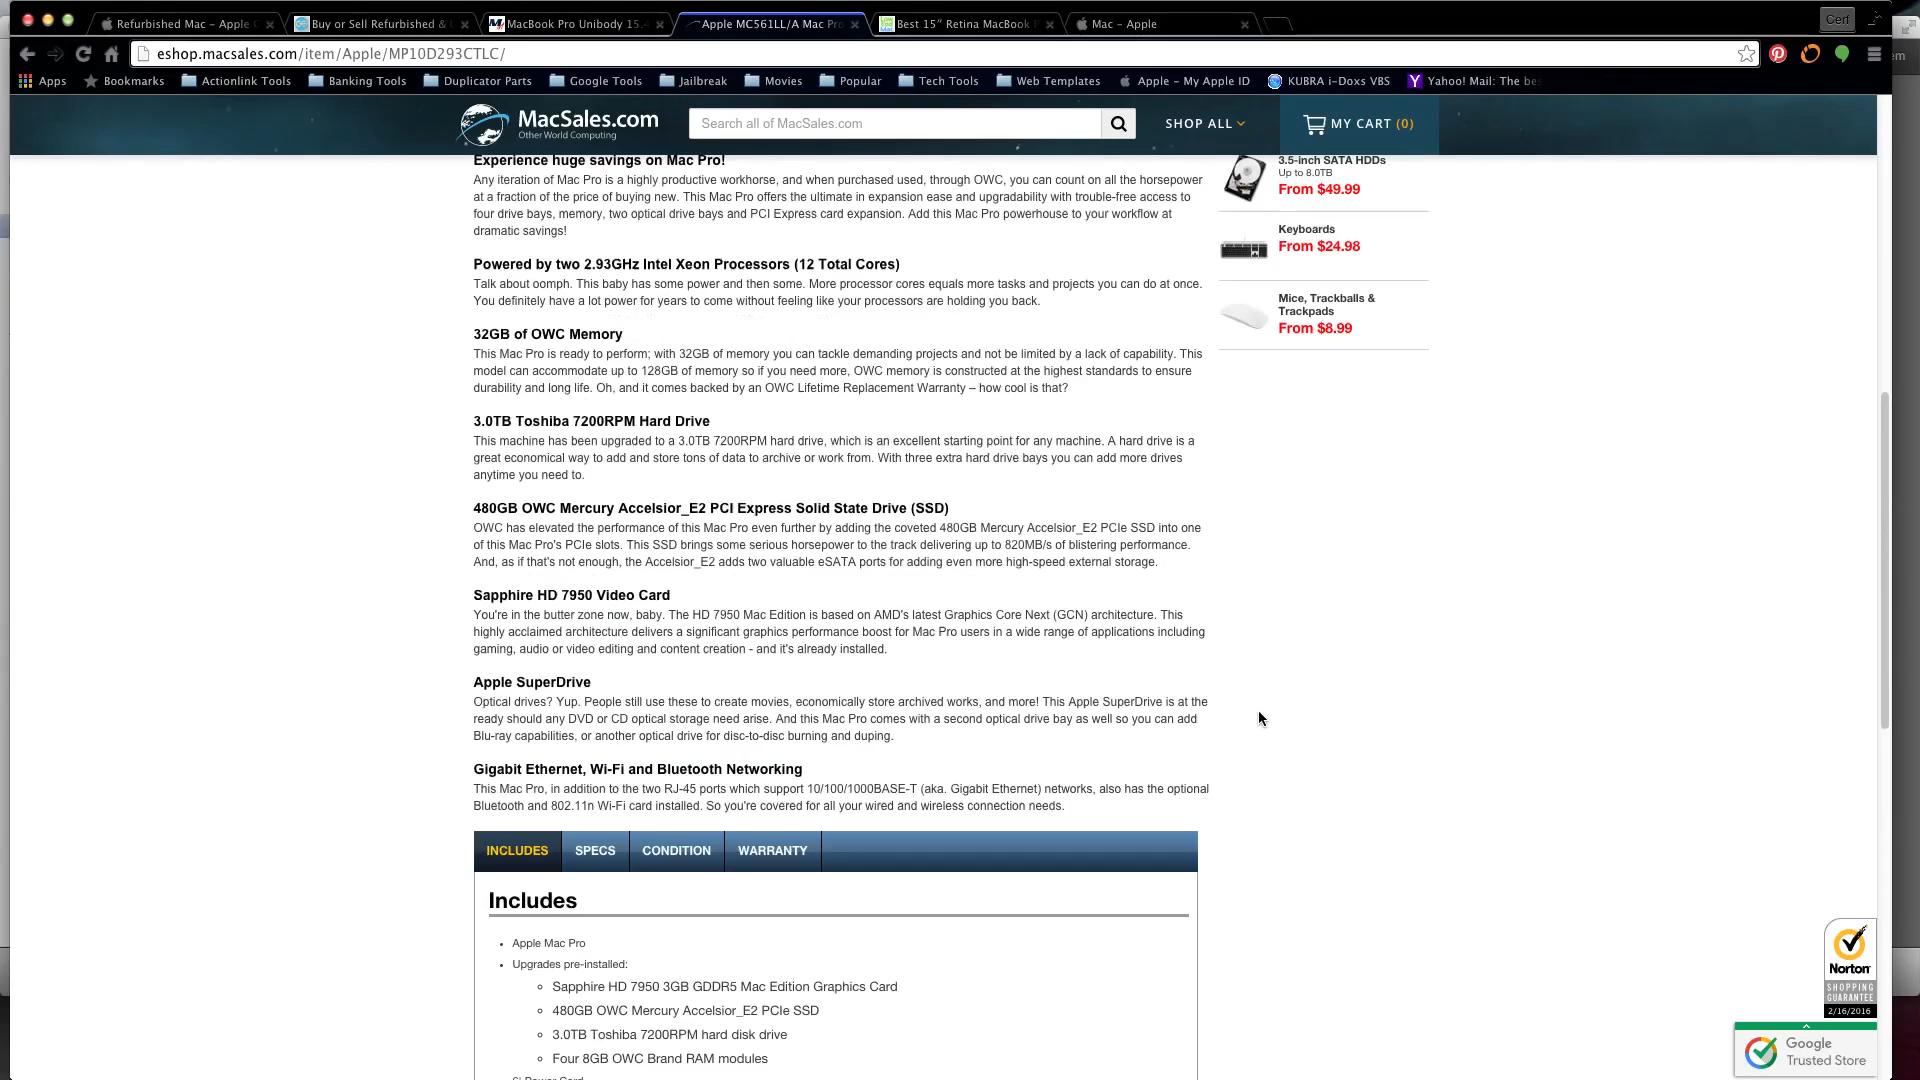 Refurbished Mac – Apple
Buy or Sell Refurbished &
MacBook Pro Unibody 15.
Apple MC561LL/A Mac Pro
Best 15" Retina MacBook
Mac – Apple
Cerf
eshop.macsales.com/item/Apple/MP10D293CTLC/
Apps
Bookmarks
Actionlink Tools
Banking Tools
Duplicator Parts
Google Tools
Jailbreak
Movies
Popular
Tech Tools
Web Templates
Apple – My Apple ID
KUBRA i–Doxs VBS
Yahoo! Mail: The be
MacSales.com
Other World Computing
Search all of MacSales.com
SHOP ALL
MY CART (0)
Experience huge savings on Mac Pro!
Any iteration of Mac Pro is a highly productive workhorse, and when purchased used, through OWC, you can count on all the horsepower
at a fraction of the price of buying new. This Mac Pro offers the ultimate in expansion ease and upgradability with trouble-free access to
four drive bays, memory, two optical drive bays and PCI Express card expansion. Add this Mac Pro powerhouse to your workflow at
dramatic savings!
Powered by two 2.93GHz Intel Xeon Processors (12 Total Cores)
Talk about oomph. This baby has some power and then some. More processor cores equals more tasks and projects you can do at once.
You definitely have a lot power for years to come without feeling like your processors are holding you back.
32GB of OWC Memory
This Mac Pro is ready to perform; with 32GB of memory you can tackle demanding projects and not be limited by a lack of capability. This
model can accommodate up to 128GB of memory so if you need more, OWC memory is constructed at the highest standards to ensure
durability and long life. Oh, and it comes backed by an OWC Lifetime Replacement Warranty – how cool is that?
3.0TB Toshiba 7200RPM Hard Drive
This machine has been upgraded to a 3.0TB 7200RPM hard drive, which is an excellent starting point for any machine. A hard drive is a
great economical way to add and store tons of data to archive or work from. With three extra hard drive bays you can add more drives
anytime you need to.
480GB OWC Mercury Accelsior_E2 PCI Express Solid State Drive (SSD)
OWC has elevated the performance of this Mac Pro even further by adding the coveted 480GB Mercury Accelsior_E2 PCIe SSD into one
of this Mac Pro's PCIe slots. This SSD brings some serious horsepower to the track delivering up to 820MB/s of blistering performance.
And, as if that's not enough, the Accelsior_E2 adds two valuable eSATA ports for adding even more high-speed external storage.
Sapphire HD 7950 Video Card
You're in the butter zone now, baby. The HD 7950 Mac Edition is based on AMD's latest Graphics Core Next (GCN) architecture. This
highly acclaimed architecture delivers a significant graphics performance boost for Mac Pro users in a wide range of applications including
gaming, audio or video editing and content creation - and it's already installed.
Apple SuperDrive
Optical drives? Yup. People still use these to create movies, economically store archived works, and more! This Apple SuperDrive is at the
ready should any DVD or CD optical storage need arise. And this Mac Pro comes with a second optical drive bay as well so you can add
Blu-ray capabilities, or another optical drive for disc-to-disc burning and duping.
Gigabit Ethernet, Wi-Fi and Bluetooth Networking
This Mac Pro, in addition to the two RJ-45 ports which support 10/100/1000BASE-T (aka. Gigabit Ethernet) networks, also has the optional
Bluetooth and 802.11n Wi-Fi card installed. So you're covered for all your wired and wireless connection needs.
3.5-inch SATA HDDs
Up to 8.0TB
From $49.99
Keyboards
From $24.98
Mice, Trackballs &
Trackpads
From $8.99
INCLUDES
SPECS
CONDITION
WARRANTY
Includes
• Apple Mac Pro
• Upgrades pre-installed:
Sapphire HD 7950 3GB GDDR5 Mac Edition Graphics Card
480GB OWC Mercury Accelsior_E2 PCIe SSD
3.0TB Toshiba 7200RPM hard disk drive
Four 8GB OWC Brand RAM modules
Norton
SHOPPING
GUARANTEE
2/16/2016
Google
Trusted Store